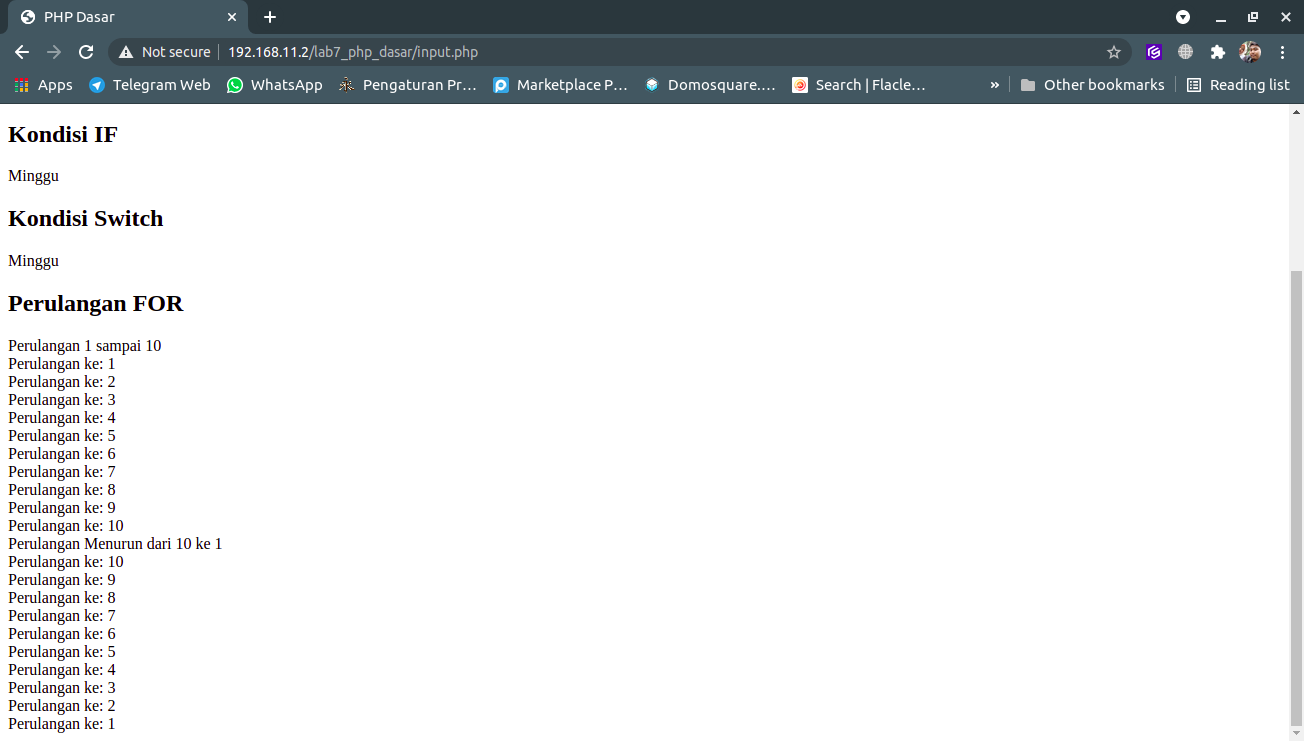 PHP Dasar
Not secure
192.168.11.2/lab7_php_dasar/input.php
Apps
Telegram Web
WhatsApp
Pengaturan Pr...
Marketplace P...
Domosquare....
Search | Flacle...
»
Other bookmarks
Reading list
Kondisi IF
Minggu
Kondisi Switch
Minggu
Perulangan FOR
Perulangan 1 sampai 10
Perulangan ke: 1
Perulangan ke: 2
Perulangan ke: 3
Perulangan ke: 4
Perulangan ke: 5
Perulangan ke: 6
Perulangan ke: 7
Perulangan ke: 8
Perulangan ke: 9
Perulangan ke: 10
Perulangan Menurun dari 10 ke 1
Perulangan ke: 10
Perulangan ke: 9
Perulangan ke: 8
Perulangan ke: 7
Perulangan ke: 6
Perulangan ke: 5
Perulangan ke: 4
Perulangan ke: 3
Perulangan ke: 2
Perulangan ke: 1